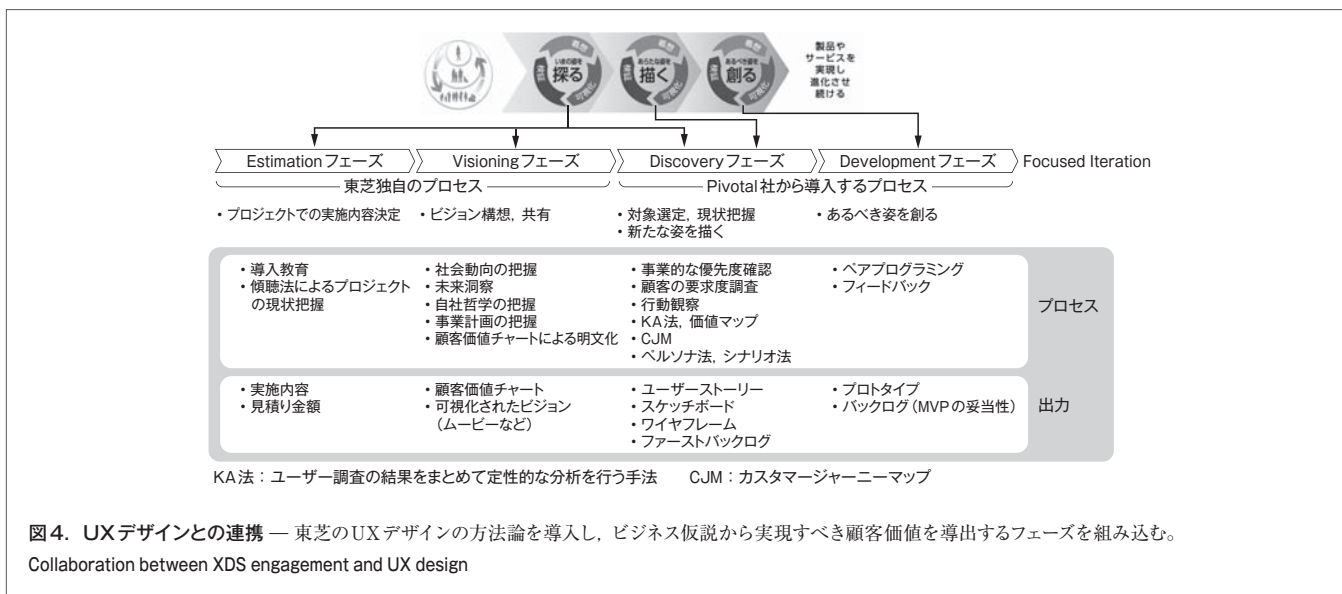 いまの姿を
探る
着想
可視化
検証
あらたな姿を
描く
着想
可視化
検証
あるべき姿を
創る
着想
可視化
検証
製品や
サービスを
実現し
進化させ
続ける
Estimationフェーズ
Visioningフェーズ
Discoveryフェーズ
Developmentフェーズ
Focused Iteration
東芝独自のプロセス
Pivotal社から導入するプロセス
・プロジェクトでの実施内容決定
・ビジョン構想，共有
・対象選定，現状把握
・新たな姿を描く
・あるべき姿を創る
・導入教育
・傾聴法によるプロジェクト
の現状把握
・社会動向の把握
・未来洞察
・自社哲学の把握
・事業計画の把握
・顧客価値チャートによる明文化
・事業的な優先度確認
・顧客の要求度調査
・行動観察
・KA法，価値マップ
・CJM
・ペルソナ法，シナリオ法
・ペアプログラミング
・フィードバック
プロセス
・実施内容
・見積り金額
・顧客価値チャート
・可視化されたビジョン
（ムービーなど）
・ユーザーストーリー
・スケッチボード
・ワイヤフレーム
・ファーストバックログ
・プロトタイプ
・バックログ（MVPの妥当性）
出力
KA法：ユーザー調査の結果をまとめて定性的な分析を行う手法　CJM：カスタマージャーニーマップ
図4. UXデザインとの連携 — 東芝のUXデザインの方法論を導入し，ビジネス仮説から実現すべき顧客価値を導出するフェーズを組み込む。
Collaboration between XDS engagement and UX design